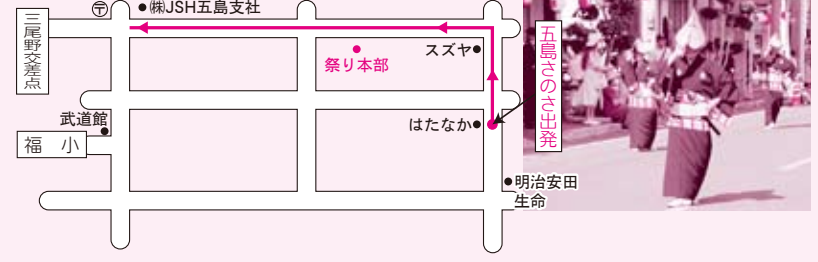 〒
●㈱JSH五島支社
三尾野交差点
スズヤ●
祭り本部
五島さのさ出発
武道館
はたなか●
福 小
●明治安田
生命